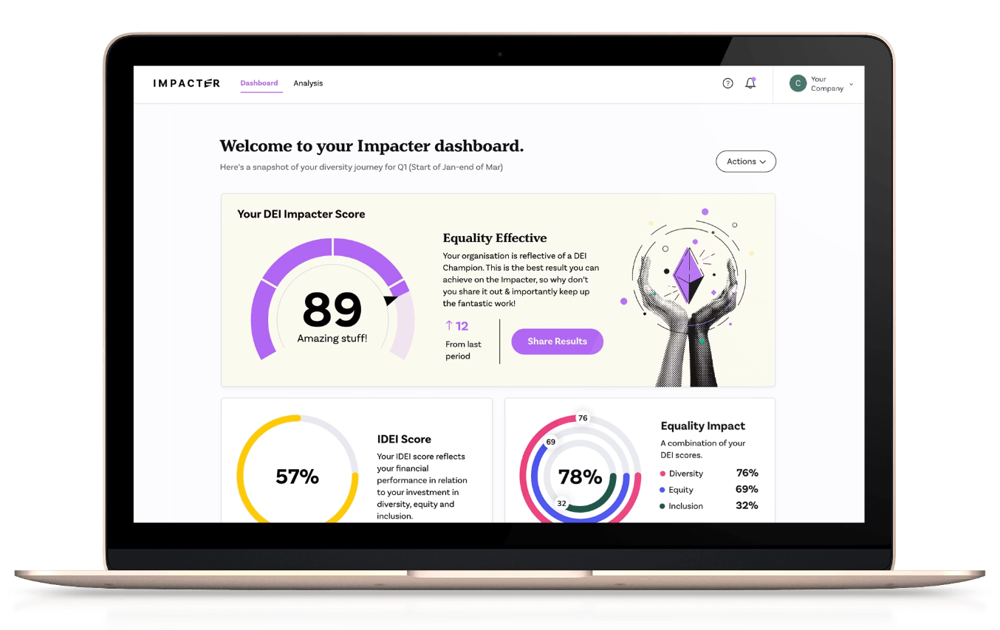 IMPACTER
Dashboard
Analysis
?
C
Your
Company
Welcome to your Impacter dashboard.
Here's a snapshot of your diversity journey for Q1 (Start of Jan-end of Mar)
Actions
Your DEI Impacter Score
89
Amazing stuff!
Equality Effective
Your organisation is reflective of a DEI
Champion. This is the best result you can
achieve on the Impacter, so why don't
you share it out & importantly keep up
the fantastic work!
↑ 12
From last
period
Share Results
57%
IDEI Score
Your IDEI score reflects
your financial
performance in relation
to your investment in
diversity, equity and
inclusion.
76
69
78%
32
Equality Impact
A combination of your
DEI scores.
Diversity 76%
Equity 69%
Inclusion 32%